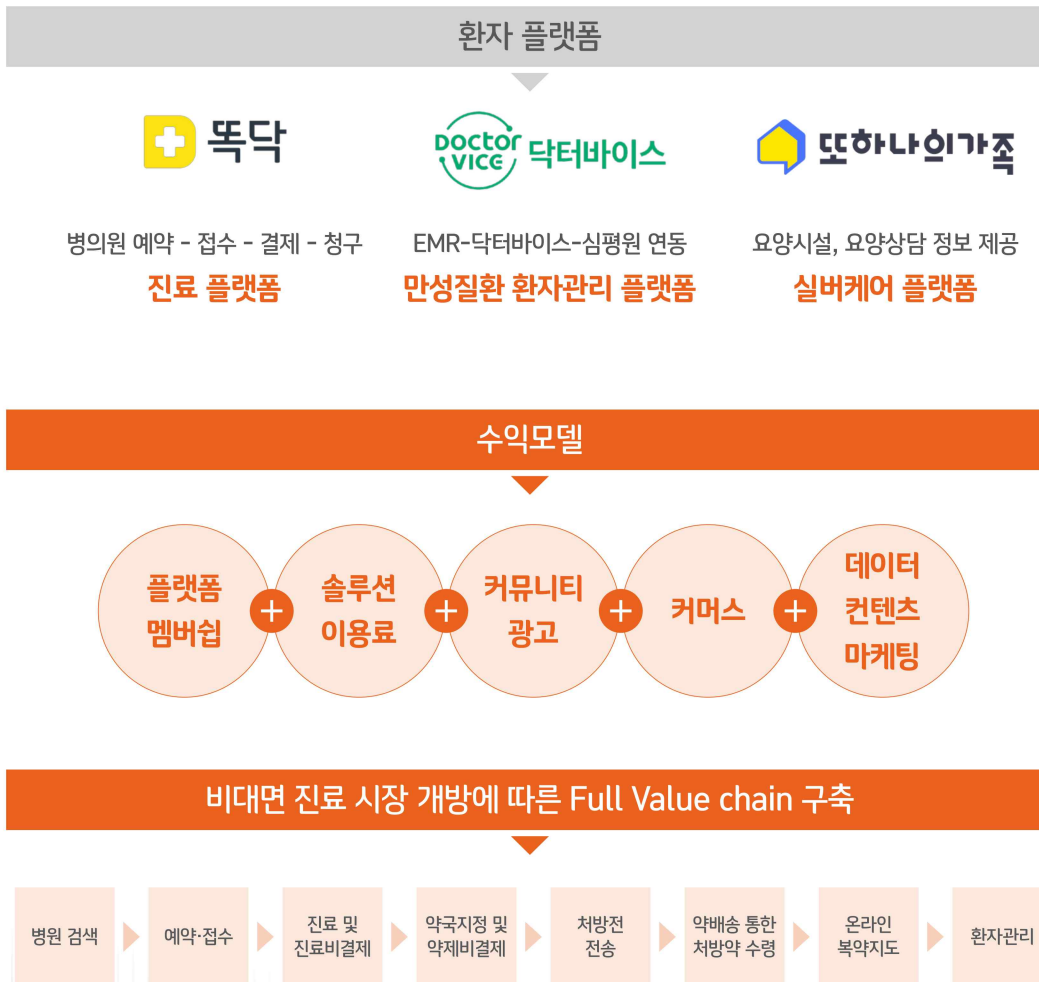 환자 플랫폼
똑닥
DOCTOR VICE 닥터바이스
또하나의가족
병의원 예약 - 접수 - 결제 - 청구
진료 플랫폼
EMR-닥터바이스-심평원 연동
만성질환 환자관리 플랫폼
요양시설, 요양상담 정보 제공
실버케어 플랫폼
수익모델
플랫폼
멤버쉽
+
솔루션
이용료
+
커뮤니티
광고
+
커머스
+
데이터
컨텐츠
마케팅
비대면 진료 시장 개방에 따른 Full Value chain 구축
병원 검색
예약·접수
진료 및
진료비결제
약국지정 및
약제비결제
처방전
전송
약배송 통한
처방약 수령
온라인
복약지도
환자관리